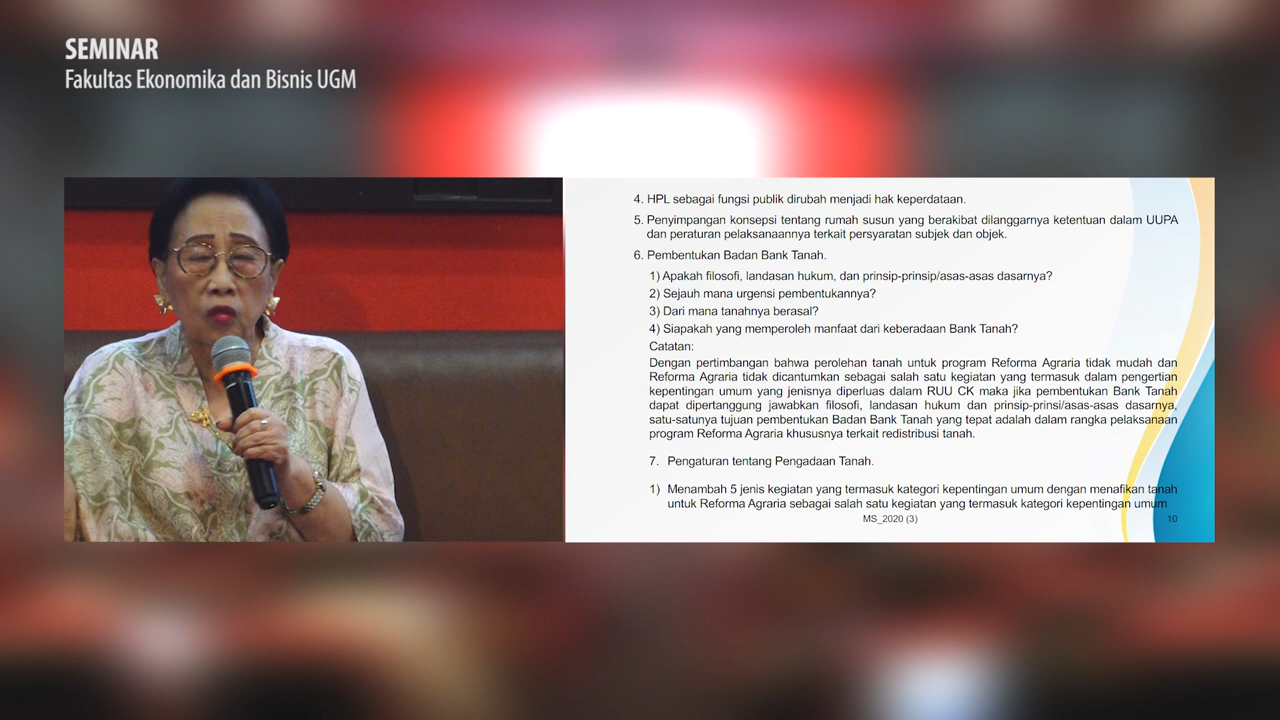 SEMINAR
Fakultas Ekonomika dan Bisnis UGM
4. HPL sebagai fungsi publik dirubah menjadi hak keperdataan.
5. Penyimpangan konsepsi tentang rumah susun yang berakibat dilanggarnya ketentuan dalam UUPA
dan peraturan pelaksanaannya terkait persyaratan subjek dan objek.
6. Pembentukan Badan Bank Tanah.
1) Apakah filosofi, landasan hukum, dan prinsip-prinsip/asas-asas dasarnya?
2) Sejauh mana urgensi pembentukannya?
3) Dari mana tanahnya berasal?
4) Siapakah yang memperoleh manfaat dari keberadaan Bank Tanah?
Catatan:
Dengan pertimbangan bahwa perolehan tanah untuk program Reforma Agraria tidak mudah dan
Reforma Agraria tidak dicantumkan sebagai salah satu kegiatan yang termasuk dalam pengertian
kepentingan umum yang jenisnya diperluas dalam RUU CK maka jika pembentukan Bank Tanah
dapat dipertanggung jawabkan filosofi, landasan hukum dan prinsip-prinsi/asas-asas dasarnya,
satu-satunya tujuan pembentukan Badan Bank Tanah yang tepat adalah dalam rangka pelaksanaan
program Reforma Agraria khususnya terkait redistribusi tanah.
7. Pengaturan tentang Pengadaan Tanah.
1) Menambah 5 jenis kegiatan yang termasuk kategori kepentingan umum dengan menafikan tanah
untuk Reforma Agraria sebagai salah satu kegiatan yang termasuk kategori kepentingan umum
MS_2020 (3)
10